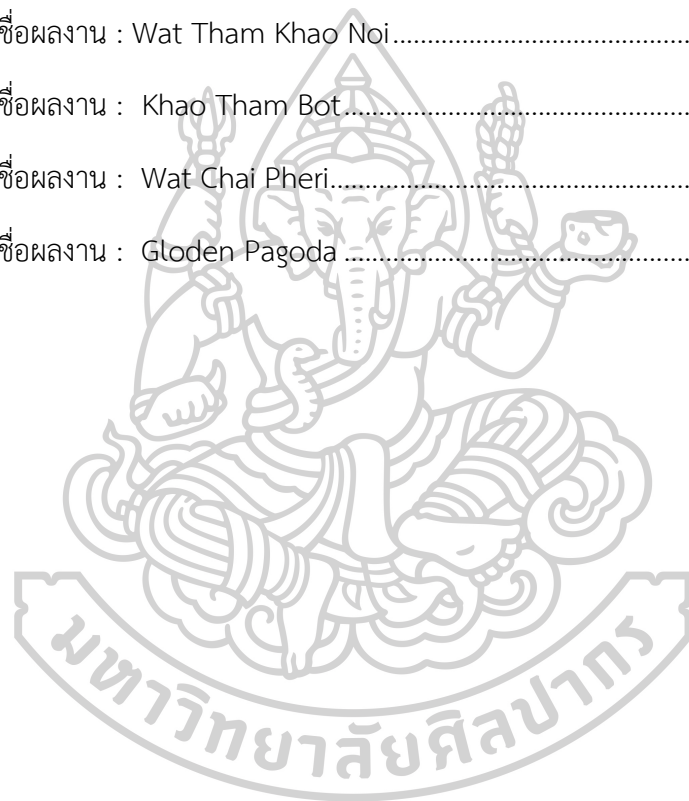 ชื่อผลงาน : Wat Tham Khao Noi.......................................
ชื่อผลงาน : Khao Tham Bot...............................................
ชื่อผลงาน : Wat Chai Pheri.................................................
ชื่อผลงาน : Gloden Pagoda ...............................................
มหาวิทยาลัยศิลปากร